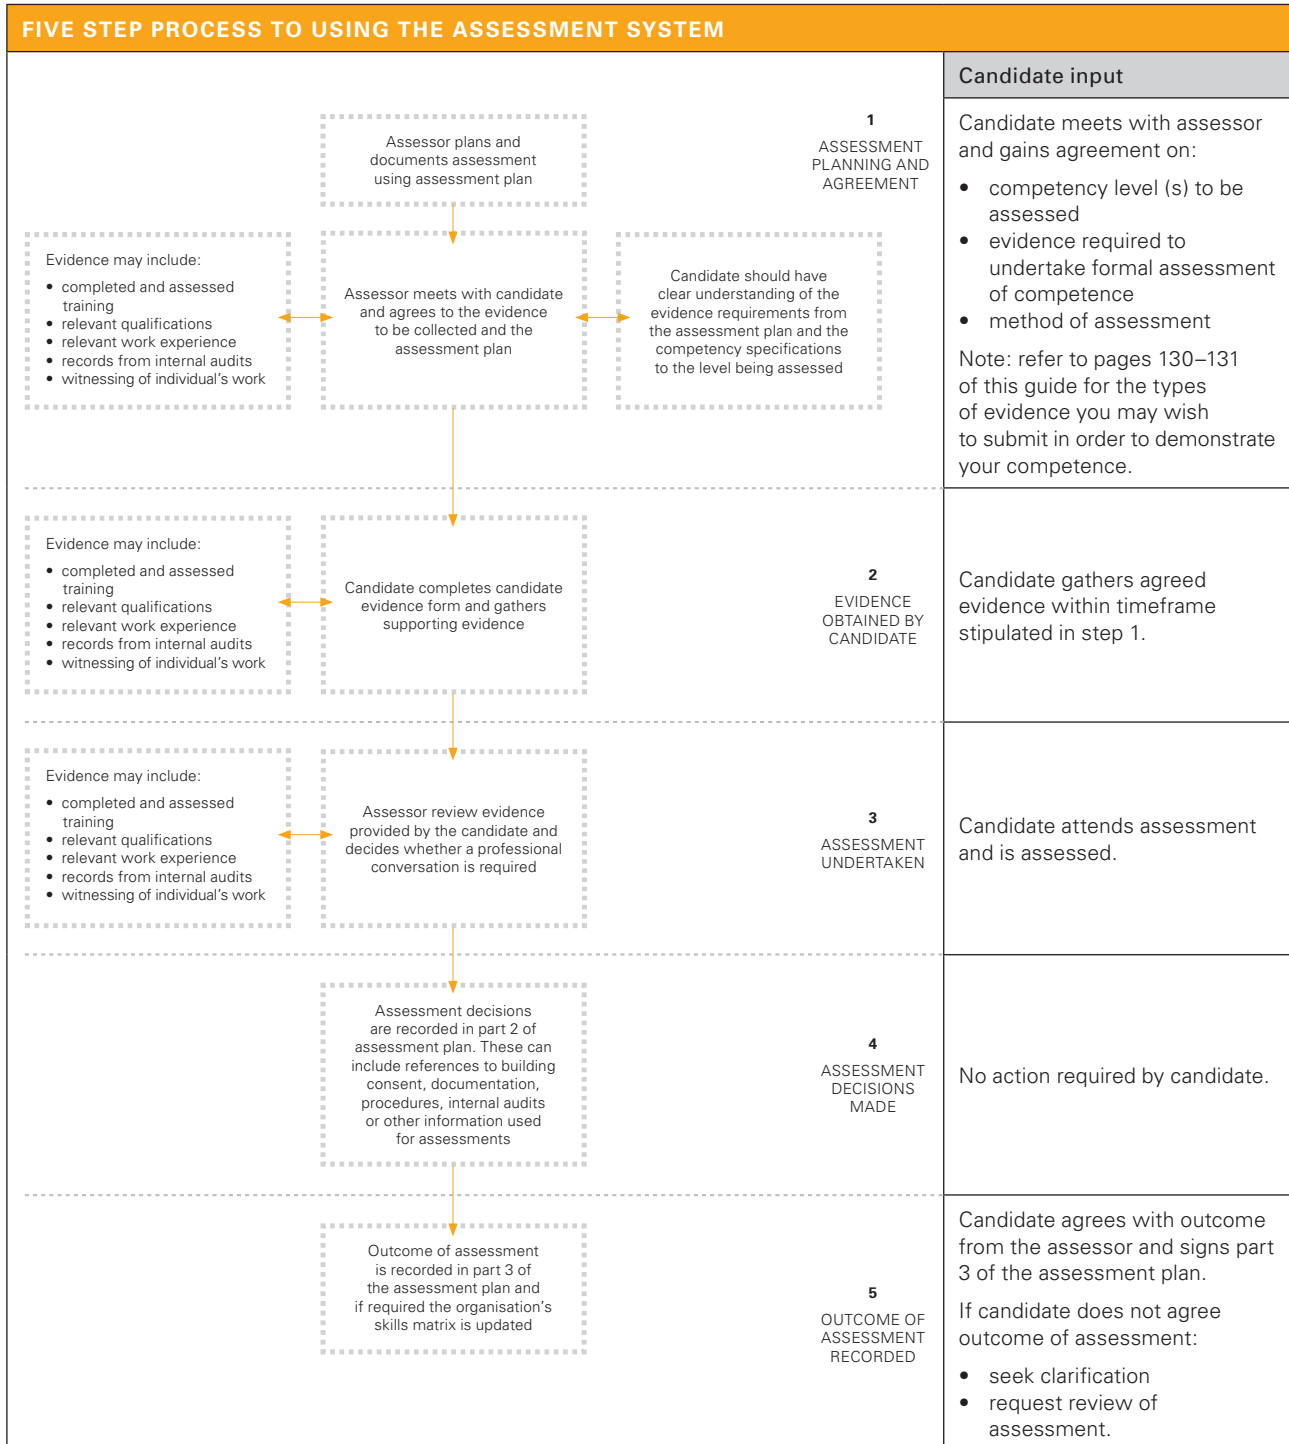 FIVE STEP PROCESS TO USING THE ASSESSMENT SYSTEM
Candidate input
Assessor plans and
documents assessment
using assessment plan
1
ASSESSMENT
PLANNING AND
AGREEMENT
Candidate meets with assessor
and gains agreement on:
• competency level (s) to be
assessed
• evidence required to
undertake formal assessment
of competence
• method of assessment
Note: refer to pages 130–131
of this guide for the types
of evidence you may wish
to submit in order to demonstrate
your competence.
Evidence may include:
• completed and assessed
training
• relevant qualifications
• relevant work experience
• records from internal audits
• witnessing of individual's work
Assessor meets with candidate
and agrees to the evidence
to be collected and the
assessment plan
Candidate should have
clear understanding of the
evidence requirements from
the assessment plan and the
competency specifications
to the level being assessed
Evidence may include:
• completed and assessed
training
• relevant qualifications
• relevant work experience
• records from internal audits
• witnessing of individual's work
Candidate completes candidate
evidence form and gathers
supporting evidence
2
EVIDENCE
OBTAINED BY
CANDIDATE
Candidate gathers agreed
evidence within timeframe
stipulated in step 1.
Evidence may include:
• completed and assessed
training
• relevant qualifications
• relevant work experience
• records from internal audits
• witnessing of individual's work
Assessor review evidence
provided by the candidate and
decides whether a professional
conversation is required
3
ASSESSMENT
UNDERTAKEN
Candidate attends assessment
and is assessed.
Assessment decisions
are recorded in part 2 of
assessment plan. These can
include references to building
consent, documentation,
procedures, internal audits
or other information used
for assessments
4
ASSESSMENT
DECISIONS
MADE
No action required by candidate.
Outcome of assessment
is recorded in part 3 of
the assessment plan and
if required the organisation's
skills matrix is updated
5
OUTCOME OF
ASSESSMENT
RECORDED
Candidate agrees with outcome
from the assessor and signs part
3 of the assessment plan.
If candidate does not agree
outcome of assessment:
• seek clarification
• request review of
assessment.